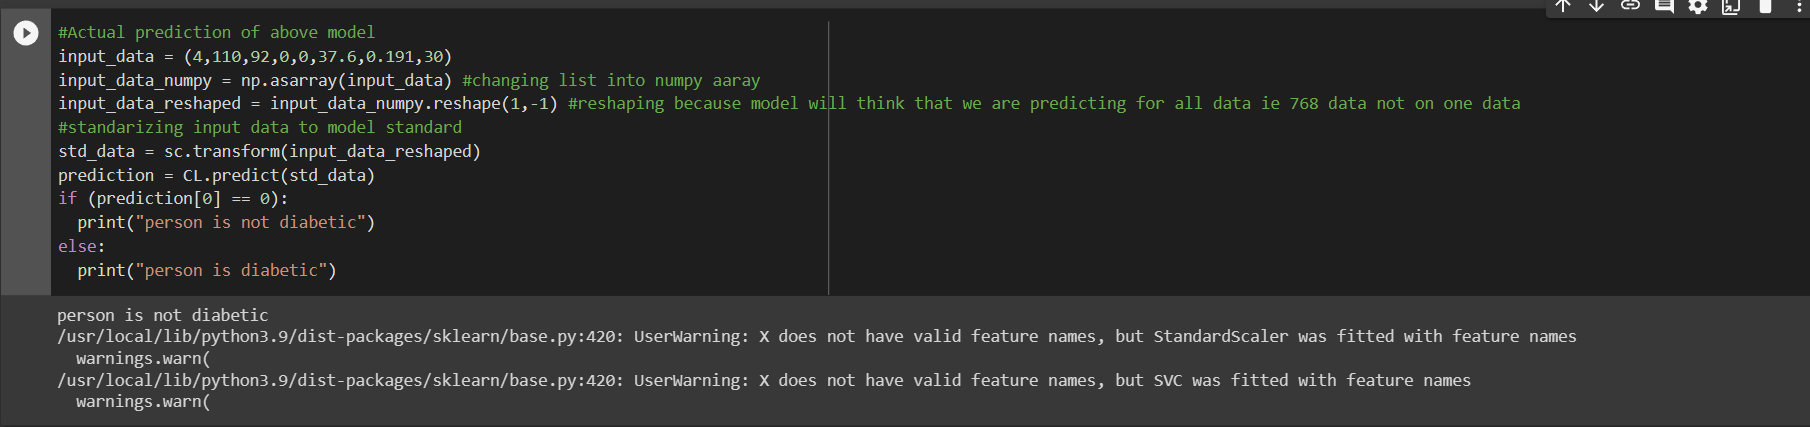 #Actual prediction of above model
input_data = (4,110,92,0,0,37.6,0.191,30)
input_data_numpy = np.asarray(input_data) #changing list into numpy aaray
input_data_reshaped = input_data_numpy.reshape(1,-1) #reshaping because model will think that we are predicting for all data ie 768 data not on one data
#standarizing input data to model standard
std_data = sc.transform(input_data_reshaped)
prediction = CL.predict(std_data)
if (prediction[0] == 0):
  print("person is not diabetic")
else:
  print("person is diabetic")
person is not diabetic
/usr/local/lib/python3.9/dist-packages/sklearn/base.py:420: UserWarning: X does not have valid feature names, but StandardScaler was fitted with feature names
  warnings.warn(
/usr/local/lib/python3.9/dist-packages/sklearn/base.py:420: UserWarning: X does not have valid feature names, but SVC was fitted with feature names
  warnings.warn(